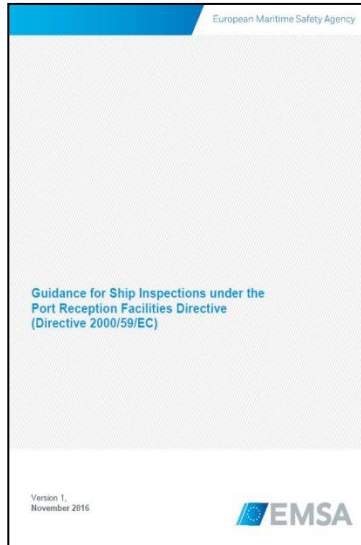 European Maritime Safety Agency
Guidance for Ship Inspections under the
Port Reception Facilities Directive
(Directive 2000/59/EC)
Version 1,
November 2016
EMSA